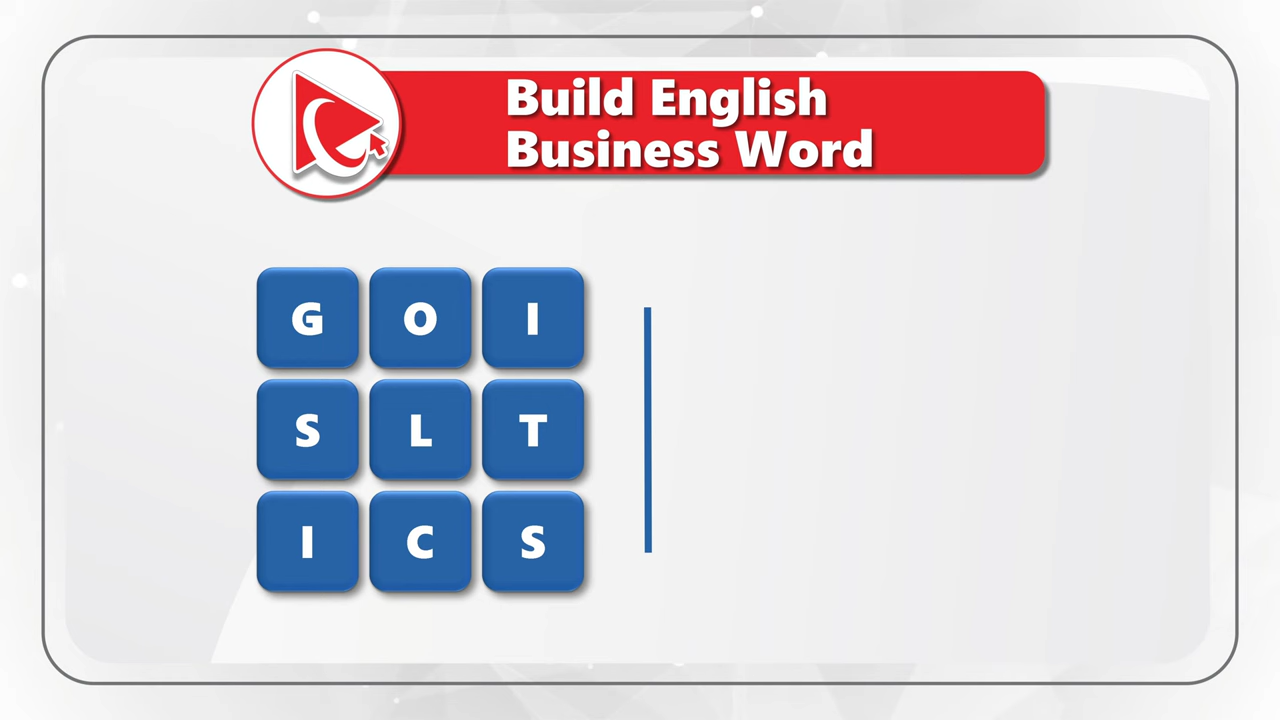 Build English
Business Word
G O I
S L T
I C S